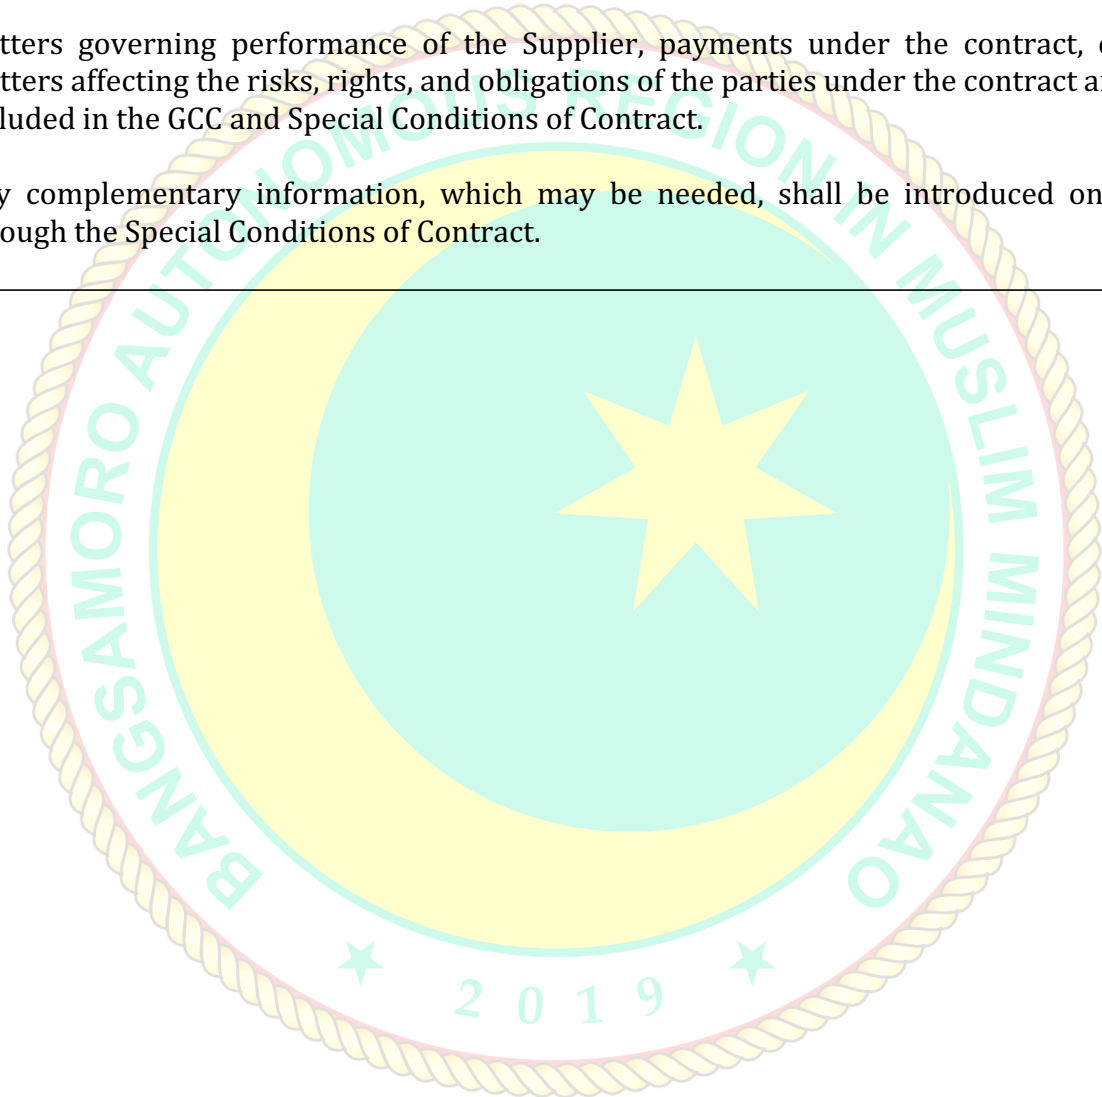 tters governing performance of the Supplier, payments under the contract,
tters affecting the risks, rights, and obligations of the parties under the contract a
luded in the GCC and Special Conditions of Contract.
y complementary information, which may be needed, shall be introduced on
ough the Special Conditions of Contract.
BANGSAMORO AUTONOMOUS REGION IN MUSLIM MINDANAO
2019